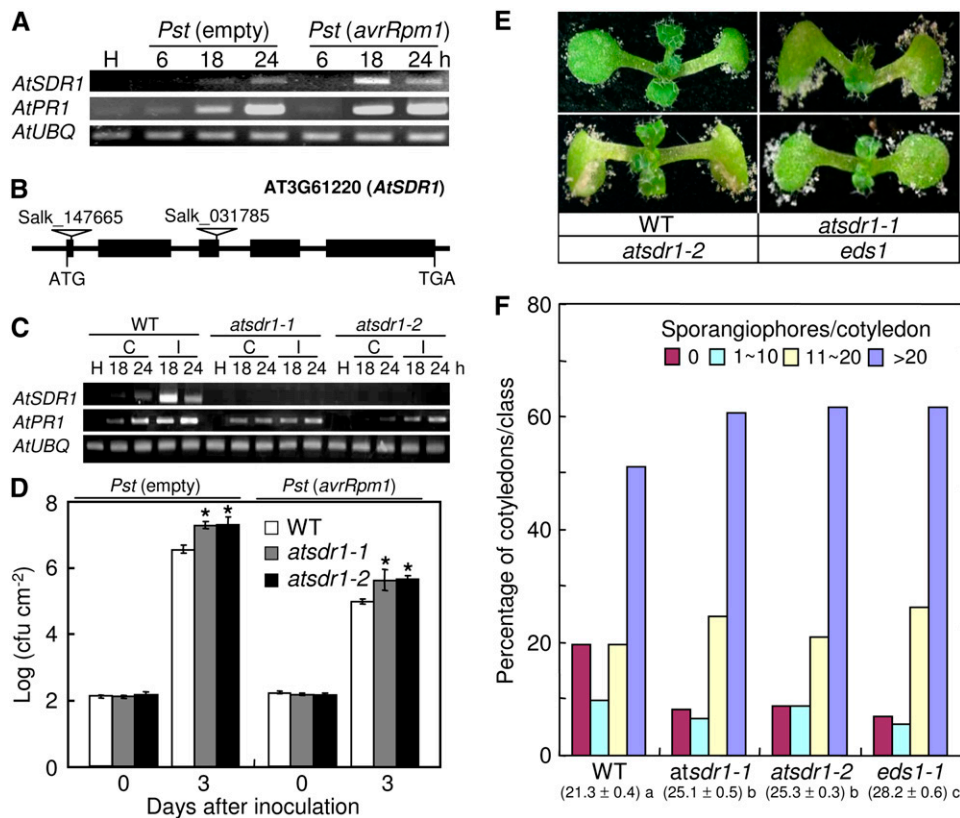 A
Pst (empty) Pst (avrRpm1)
H 6 18 24 6 18 24 h
AtSDR1
AtPR1
AtUBQ
B
AT3G61220 (AtSDR1)
Salk_147665 Salk_031785
ATG TGA
C
WT atsdr1-1 atsdr1-2
C I C I C I
H 18 24 18 24 H 18 24 18 24 H 18 24 18 24 h
AtSDR1
AtPR1
AtUBQ
D
Pst (empty) Pst (avrRpm1)
Log (cfu cm-2)
8
6
4
2
0
* * * *
WT
atsdr1-1
atsdr1-2
0 3 0 3
Days after inoculation
E
WT atsdr1-1
atsdr1-2 eds1
F
Percentage of cotyledons/class
80
60
40
20
0
Sporangiophores/cotyledon
0 1~10 11~20 >20
WT atsdr1-1 atsdr1-2 eds1-1
(21.3 ± 0.4) a (25.1 ± 0.5) b (25.3 ± 0.3) b (28.2 ± 0.6) c